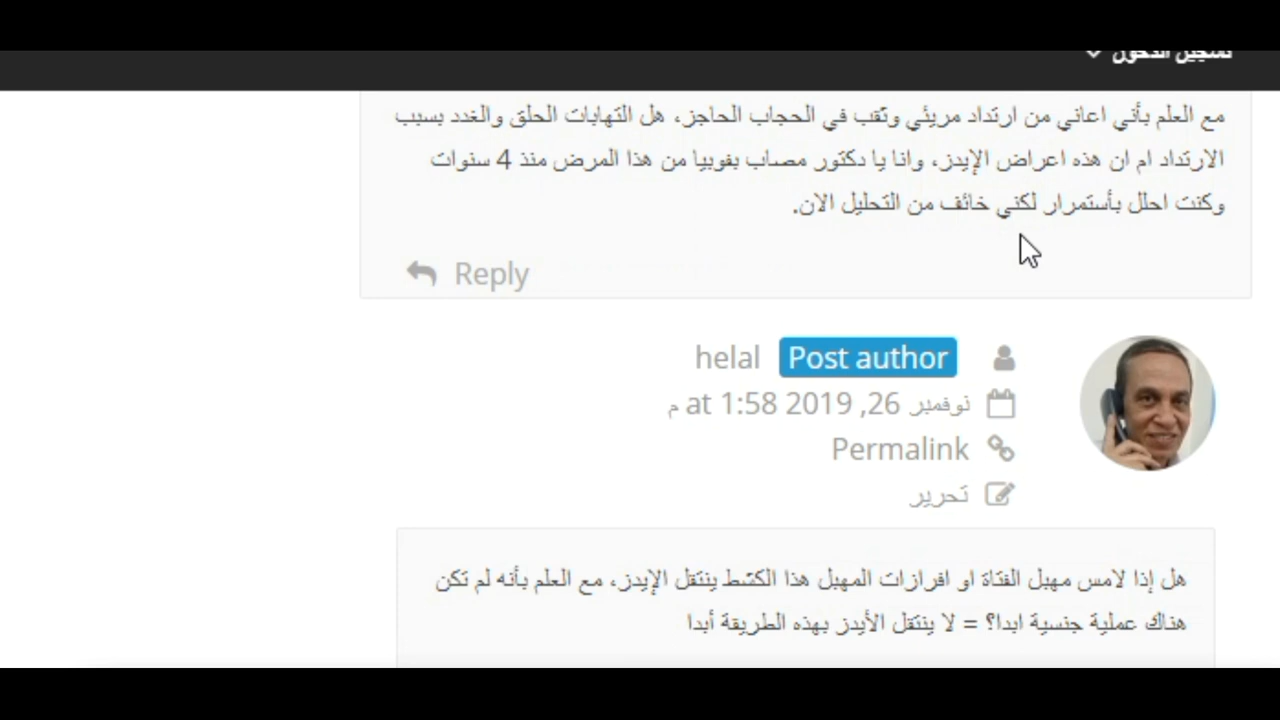 تسجيل الدخول
مع العلم بأني اعاني من ارتداد مريئي وثقب في الحجاب الحاجز، هل التهابات الحلق والغدد بسبب
الارتداد ام ان هذه اعراض الإيدز، وانا يا دكتور مصاب بفوبيا من هذا المرض منذ 4 سنوات
وكنت احلل بأستمرار لكني خائف من التحليل الان.
Reply
helal Post author
نوفمبر 26, 2019 at 1:58 م
Permalink
تحرير
هل إذا لامس مهبل الفتاة او افرازات المهبل هذا الكشط ينتقل الإيدز، مع العلم بأنه لم تكن
هناك عملية جنسية ابدا؟ = لا ينتقل الأيدز بهذه الطريقة أبدا